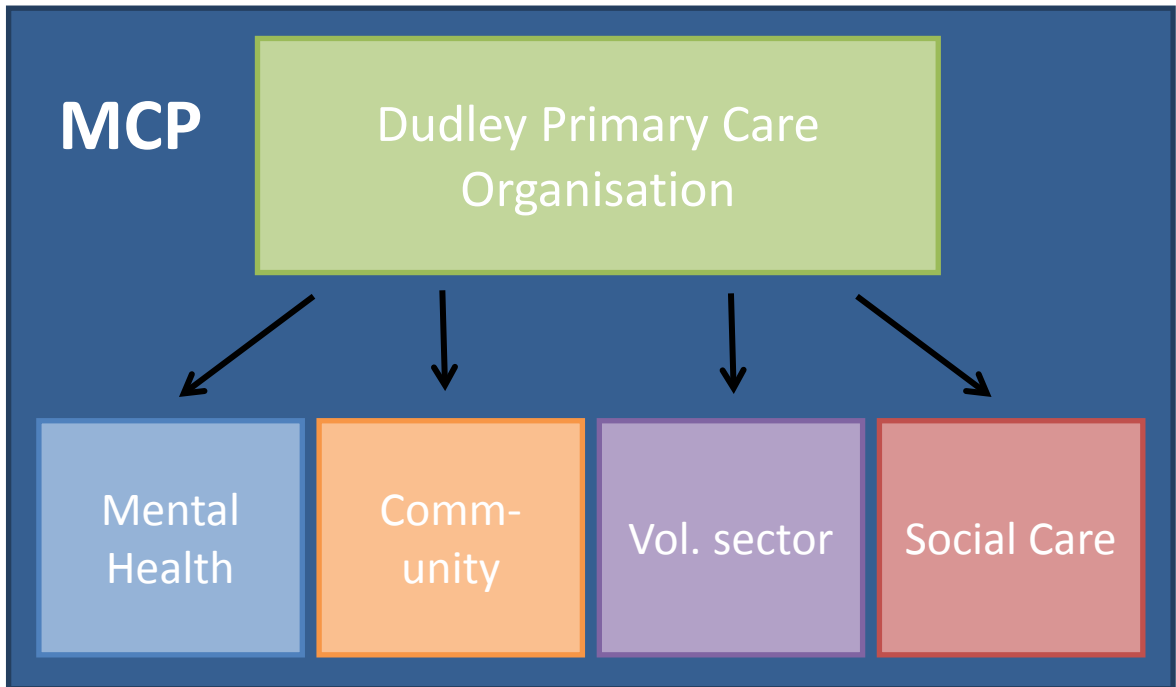 MCP
Dudley Primary Care
Organisation
Mental
Health
Comm-
unity
Vol. sector
Social Care